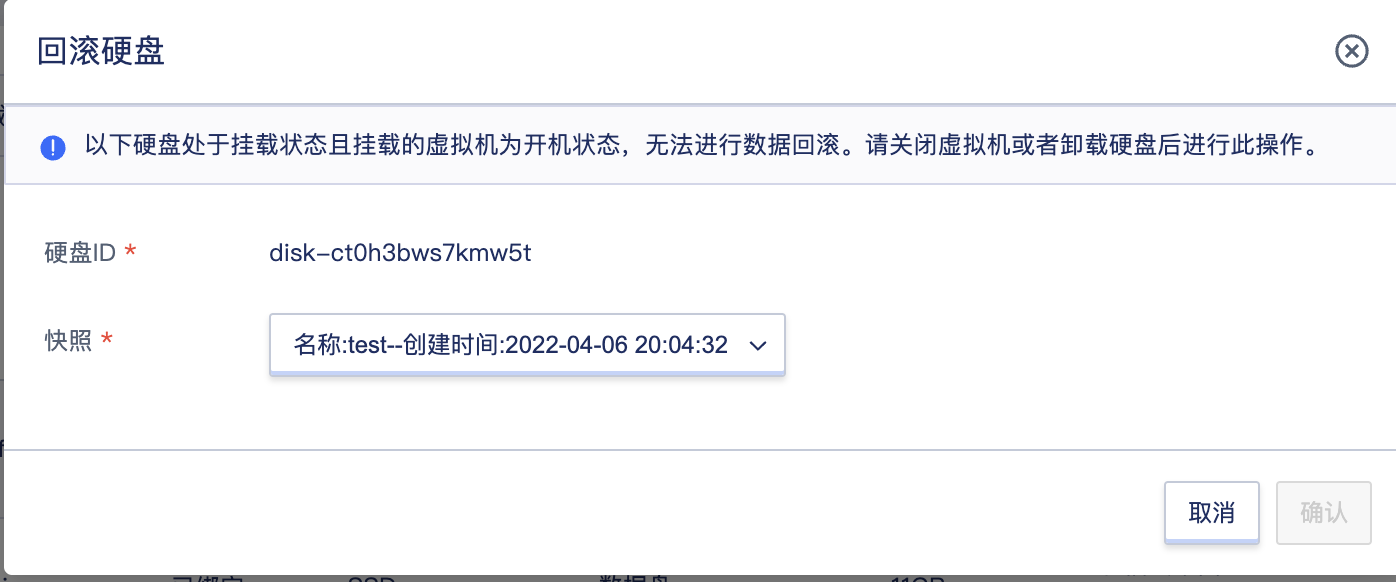 回滚硬盘
以下硬盘处于挂载状态且挂载的虚拟机为开机状态，无法进行数据回滚。请关闭虚拟机或者卸载硬盘后进行此操作。
硬盘ID *
disk-ct0h3bws7kmw5t
快照 *
名称:test--创建时间:2022-04-06 20:04:32
取消
确认